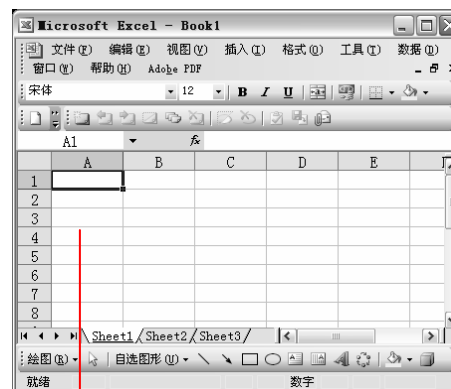 Microsoft Excel - Book1
文件(F) 编辑(E) 视图(V) 插入(I) 格式(O) 工具(T) 数据(D)
窗口(W) 帮助(H) Adobe PDF
宋体 12 B I U
A1 fx
A B C D E
1
2
3
4
5
6
7
8
Sheet1 Sheet2 Sheet3
绘图(R) 自选图形(U)
就绪 数字